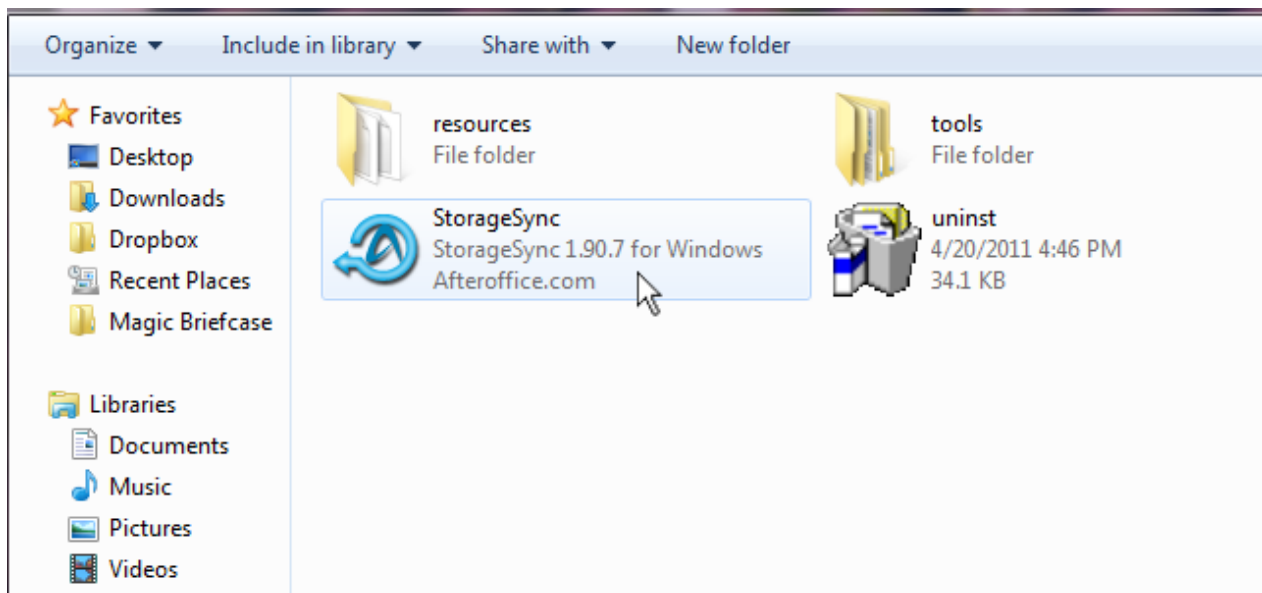 Organize Include in library Share with New folder
Favorites
Desktop
Downloads
Dropbox
Recent Places
Magic Briefcase
Libraries
Documents
Music
Pictures
Videos
resources
File folder
tools
File folder
StorageSync
StorageSync 1.90.7 for Windows
Afteroffice.com
uninst
4/20/2011 4:46 PM
34.1 KB